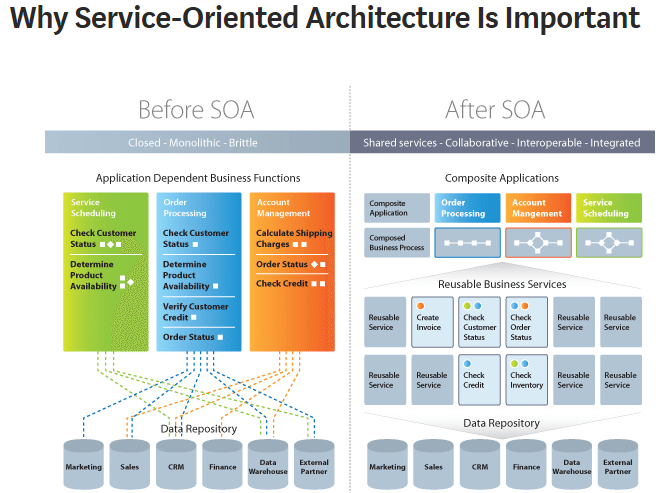 Why Service-Oriented Architecture Is Important
Before SOA
Closed - Monolithic - Brittle
Application Dependent Business Functions
Service
Scheduling
Check Customer
Status
Determine
Product
Availability
Order
Processing
Check Customer
Status
Determine
Product
Availability
Verify Customer
Credit
Order Status
Account
Management
Calculate Shipping
Charges
Order Status
Check Credit
Data Repository
Marketing
Sales
CRM
Finance
Data
Warehouse
External
Partner
After SOA
Shared services - Collaborative - Interoperable - Integrated
Composite Applications
Composite
Application
Order
Processing
Account
Mangement
Service
Scheduling
Composed
Business Process
Reusable Business Services
Reusable
Service
Create
Invoice
Check
Customer
Status
Check
Order
Status
Reusable
Service
Reusable
Service
Reusable
Service
Reusable
Service
Check
Credit
Check
Inventory
Reusable
Service
Reusable
Service
Data Repository
Marketing
Sales
CRM
Finance
Data
Warehouse
External
Partner